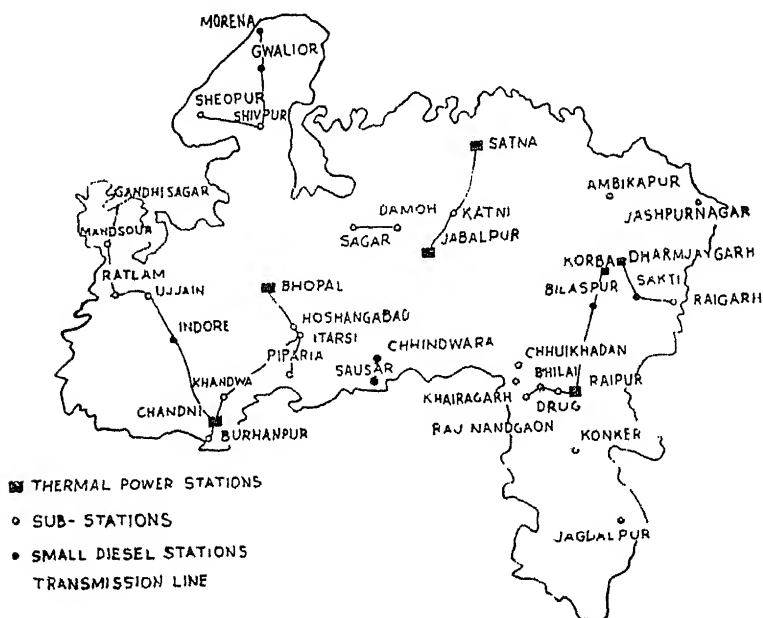 MORENA
GWALIOR
SHEOPUR
SHIVPUR
SATNA
AMBIKAPUR
GANDHI SAGAR
JASHPURNAGAR
DAMOH
KATNI
MANDSOUR
SAGAR
JABALPUR
KORBA
DHARMJAYGARH
RATLAM
UJJAIN
BHOPAL
BILASPUR
SAKTI
RAIGARH
HOSHANGABAD
INDORE
ITARSI
PIPARIA
CHHINDWARA
CHHUIKHADAN
SAUSAR
BHILAI
KHANDWA
KHAIRAGARH
RAIPUR
CHANDNI
DRUG
RAJ NANDGAON
BURHANPUR
KONKER
THERMAL POWER STATIONS
SUB- STATIONS
SMALL DIESEL STATIONS
TRANSMISSION LINE
JAGDALPUR